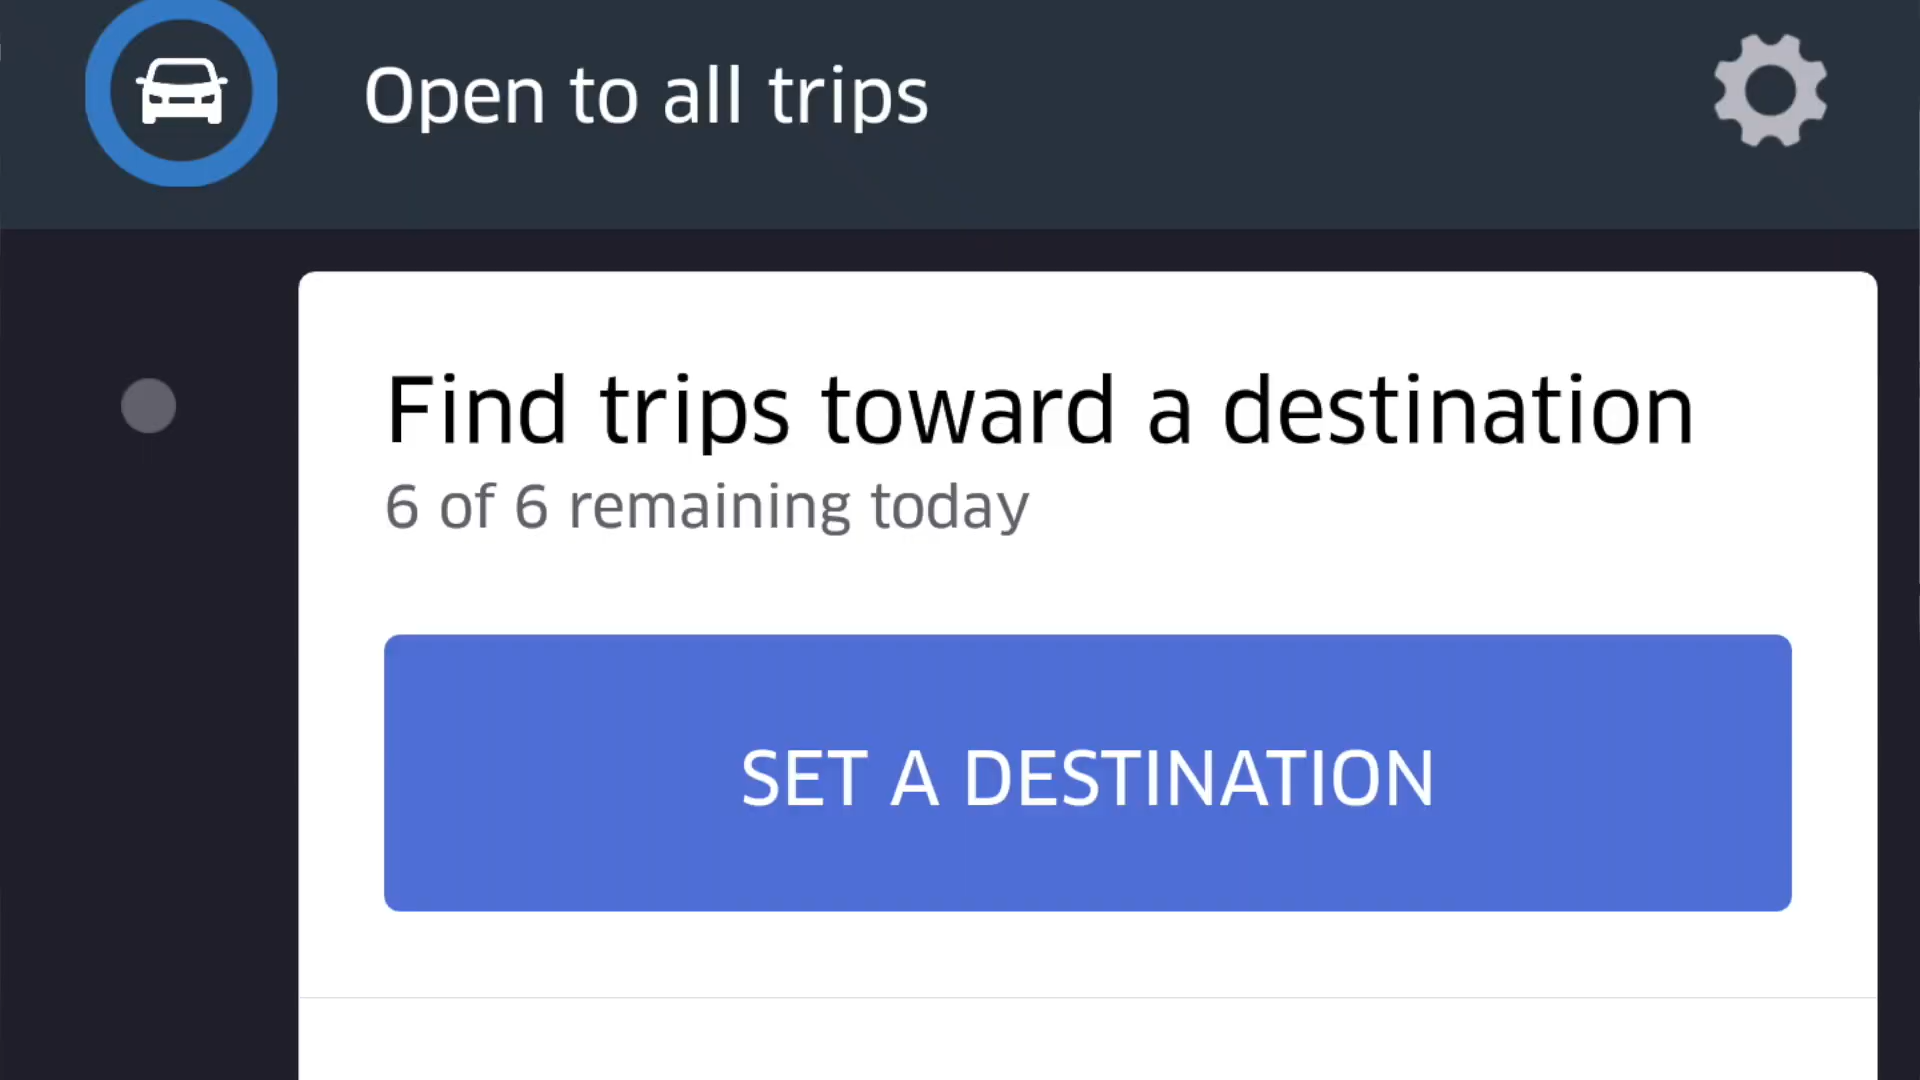 Open to all trips
Find trips toward a destination
6 of 6 remaining today
SET A DESTINATION